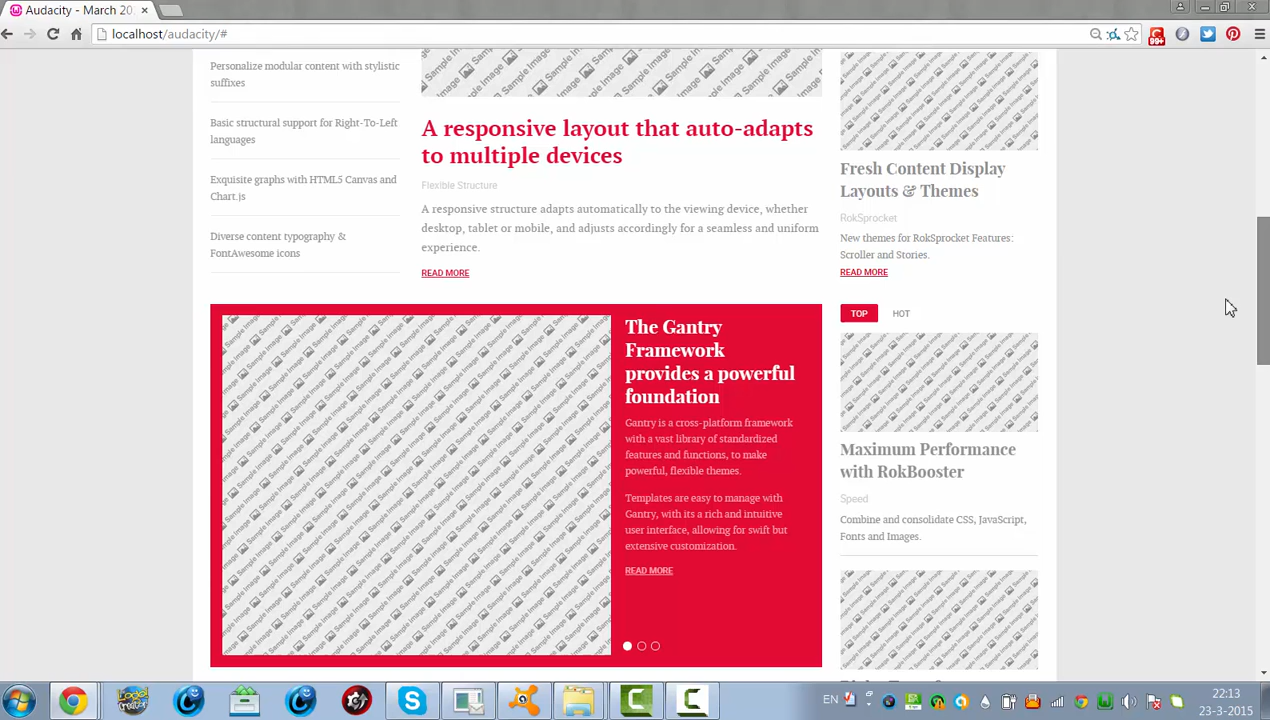 Audacity - March 20
localhost/audacity/#
99+
Personalize modular content with stylistic
suffixes
Basic structural support for Right-To-Left
languages
Exquisite graphs with HTML5 Canvas and
Chart.js
Diverse content typography &
FontAwesome icons
A responsive layout that auto-adapts
to multiple devices
Flexible Structure
A responsive structure adapts automatically to the viewing device, whether
desktop, tablet or mobile, and adjusts accordingly for a seamless and uniform
experience.
READ MORE
Fresh Content Display
Layouts & Themes
RokSprocket
New themes for RokSprocket Features:
Scroller and Stories.
READ MORE
Sample Image
The Gantry
Framework
provides a powerful
foundation
Gantry is a cross-platform framework
with a vast library of standardized
features and functions, to make
powerful, flexible themes.
Templates are easy to manage with
Gantry, with its a rich and intuitive
user interface, allowing for swift but
extensive customization.
READ MORE
TOP
HOT
Maximum Performance
with RokBooster
Speed
Combine and consolidate CSS, JavaScript,
Fonts and Images.
EN
22:13
23-3-2015